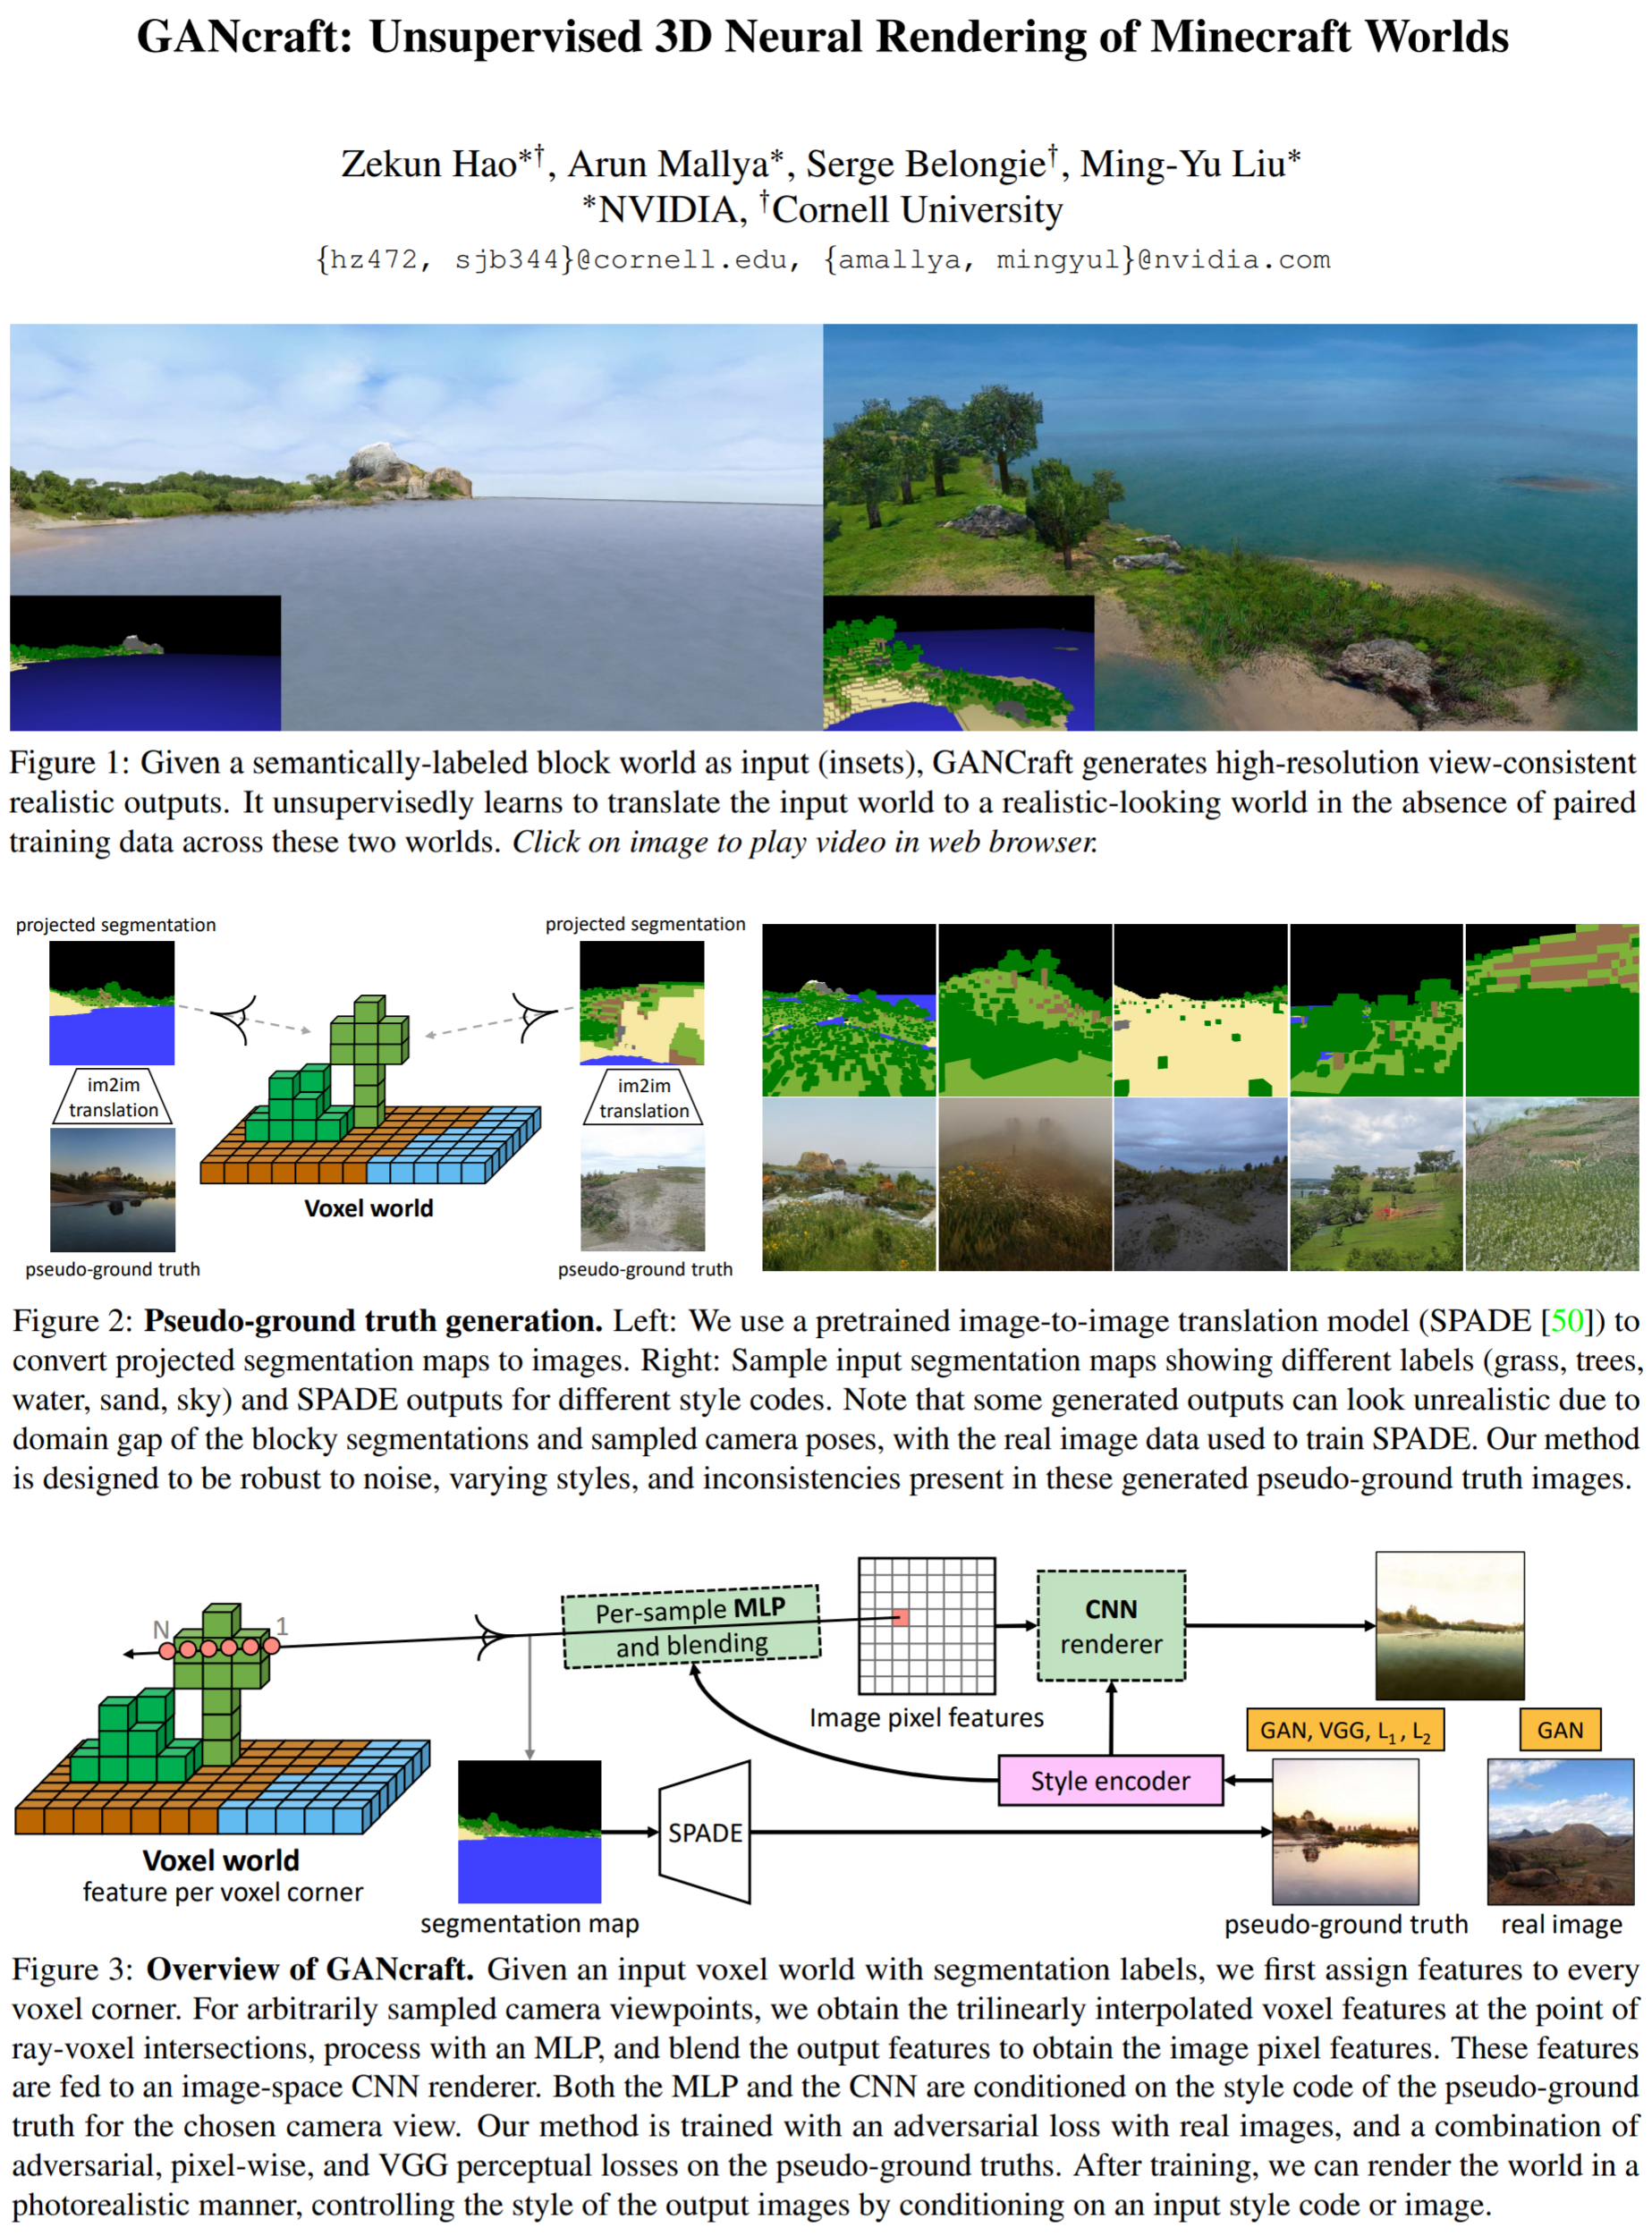 GANcraft: Unsupervised 3D Neural Rendering of Minecraft Worlds
Zekun Hao*†, Arun Mallya*, Serge Belongie†, Ming-Yu Liu*
*NVIDIA, †Cornell University
{hz472, sjb344}@cornell.edu, {amallya, mingyul}@nvidia.com
Figure 1: Given a semantically-labeled block world as input (insets), GANCraft generates high-resolution view-consistent
realistic outputs. It unsupervisedly learns to translate the input world to a realistic-looking world in the absence of paired
training data across these two worlds. Click on image to play video in web browser.
projected segmentation
projected segmentation
im2im
translation
im2im
translation
Voxel world
pseudo-ground truth
pseudo-ground truth
Figure 2: Pseudo-ground truth generation. Left: We use a pretrained image-to-image translation model (SPADE [50]) to
convert projected segmentation maps to images. Right: Sample input segmentation maps showing different labels (grass, trees,
water, sand, sky) and SPADE outputs for different style codes. Note that some generated outputs can look unrealistic due to
domain gap of the blocky segmentations and sampled camera poses, with the real image data used to train SPADE. Our method
is designed to be robust to noise, varying styles, and inconsistencies present in these generated pseudo-ground truth images.
N
1
Per-sample MLP
and blending
Image pixel features
CNN
renderer
GAN, VGG, L1, L2
GAN
Style encoder
SPADE
Voxel world
feature per voxel corner
segmentation map
pseudo-ground truth
real image
Figure 3: Overview of GANcraft. Given an input voxel world with segmentation labels, we first assign features to every
voxel corner. For arbitrarily sampled camera viewpoints, we obtain the trilinearly interpolated voxel features at the point of
ray-voxel intersections, process with an MLP, and blend the output features to obtain the image pixel features. These features
are fed to an image-space CNN renderer. Both the MLP and the CNN are conditioned on the style code of the pseudo-ground
truth for the chosen camera view. Our method is trained with an adversarial loss with real images, and a combination of
adversarial, pixel-wise, and VGG perceptual losses on the pseudo-ground truths. After training, we can render the world in a
photorealistic manner, controlling the style of the output images by conditioning on an input style code or image.